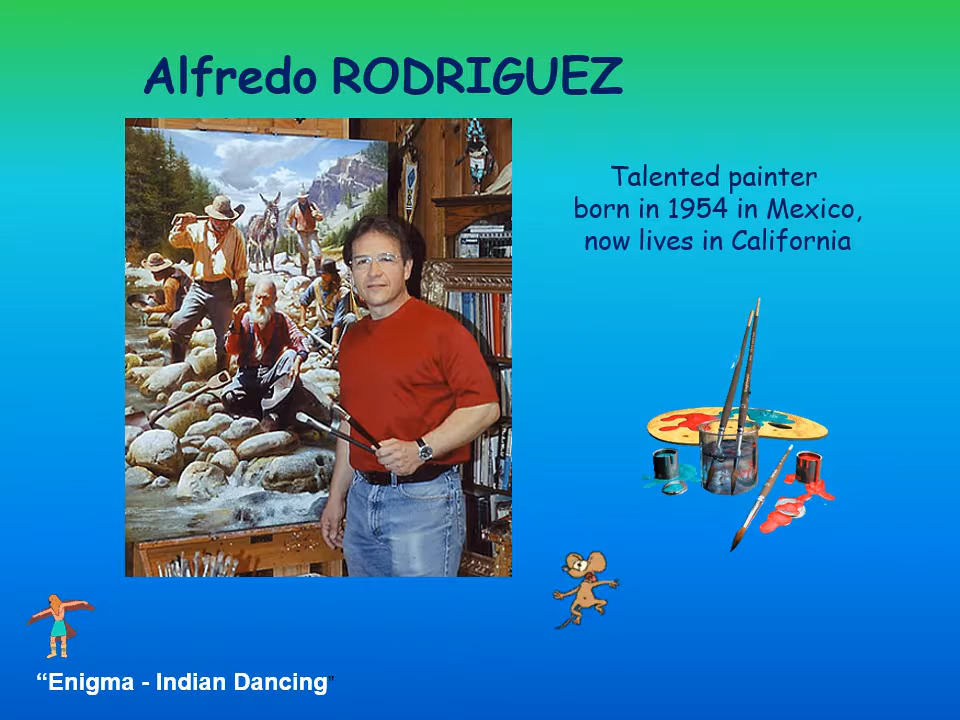 Alfredo RODRIGUEZ
Talented painter
born in 1954 in Mexico,
now lives in California
“Enigma - Indian Dancing”